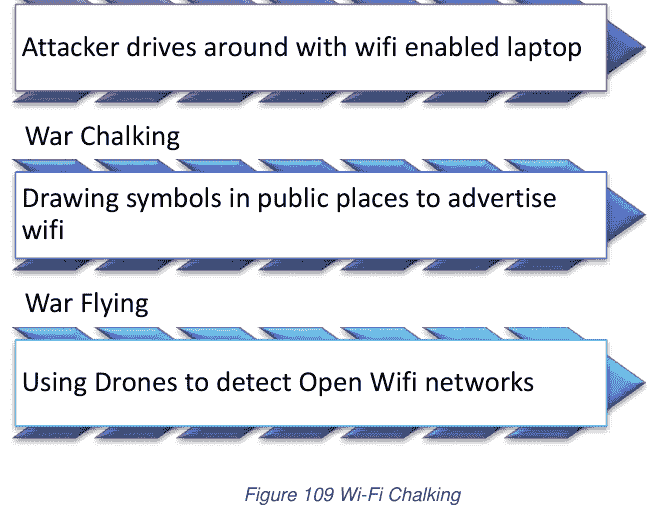 Attacker drives around with wifi enabled laptop
War Chalking
Drawing symbols in public places to advertise
wifi
War Flying
Using Drones to detect Open Wifi networks
Figure 109 Wi-Fi Chalking